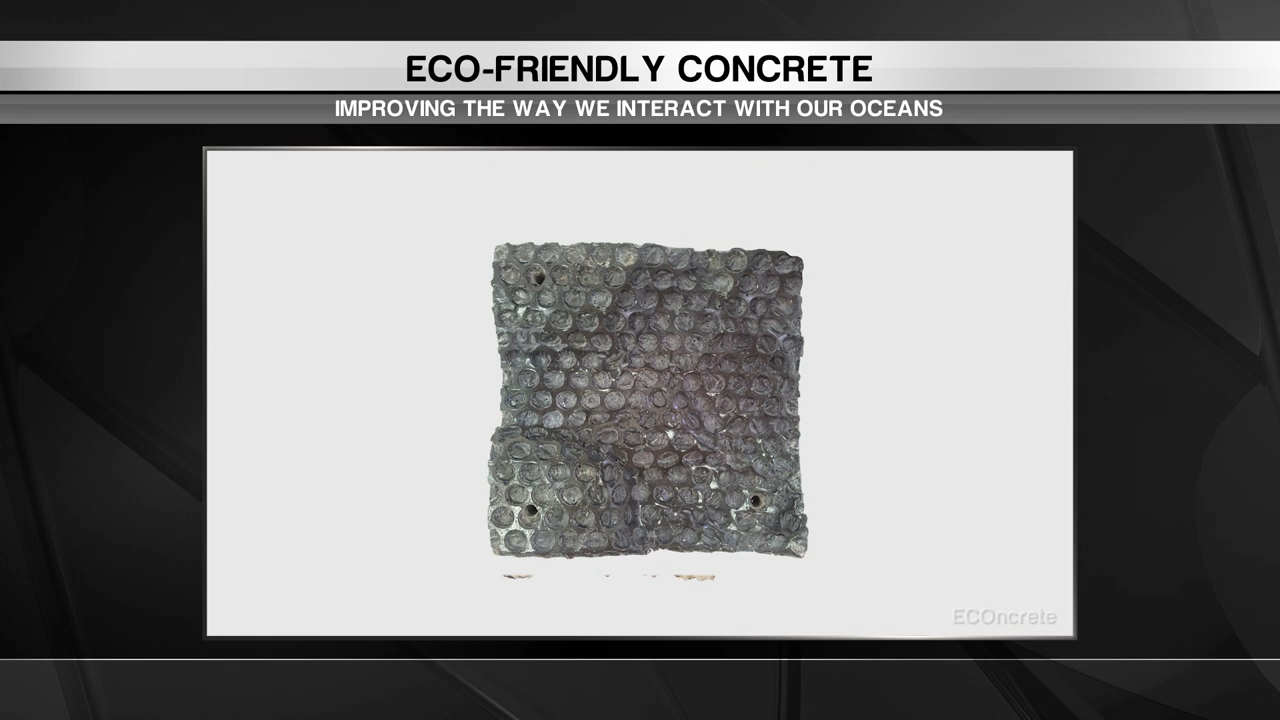 ECO-FRIENDLY CONCRETE
IMPROVING THE WAY WE INTERACT WITH OUR OCEANS
ECOncrete